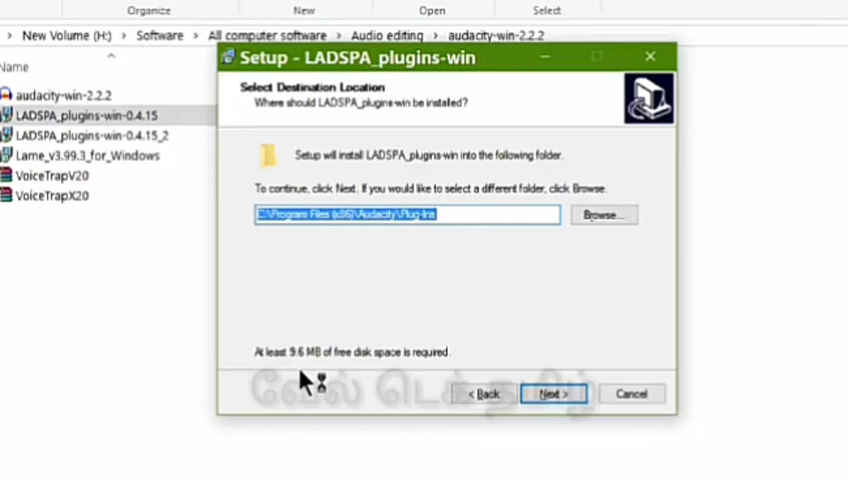 Organize New Open Select
New Volume (H:) › Software › All computer software › Audio editing › audacity-win-2.2.2
Name
audacity-win-2.2.2
LADSPA_plugins-win-0.4.15
LADSPA_plugins-win-0.4.15_2
Lame_v3.99.3_for_Windows
VoiceTrapV20
VoiceTrapX20
Setup - LADSPA_plugins-win
Select Destination Location
Where should LADSPA_plugins-win be installed?
Setup will install LADSPA_plugins-win into the following folder.
To continue, click Next. If you would like to select a different folder, click Browse.
C:\Program Files (x86)\Audacity\Plug-Ins
Browse...
At least 9.6 MB of free disk space is required.
வேல் டெக் தமிழ்
< Back Next > Cancel